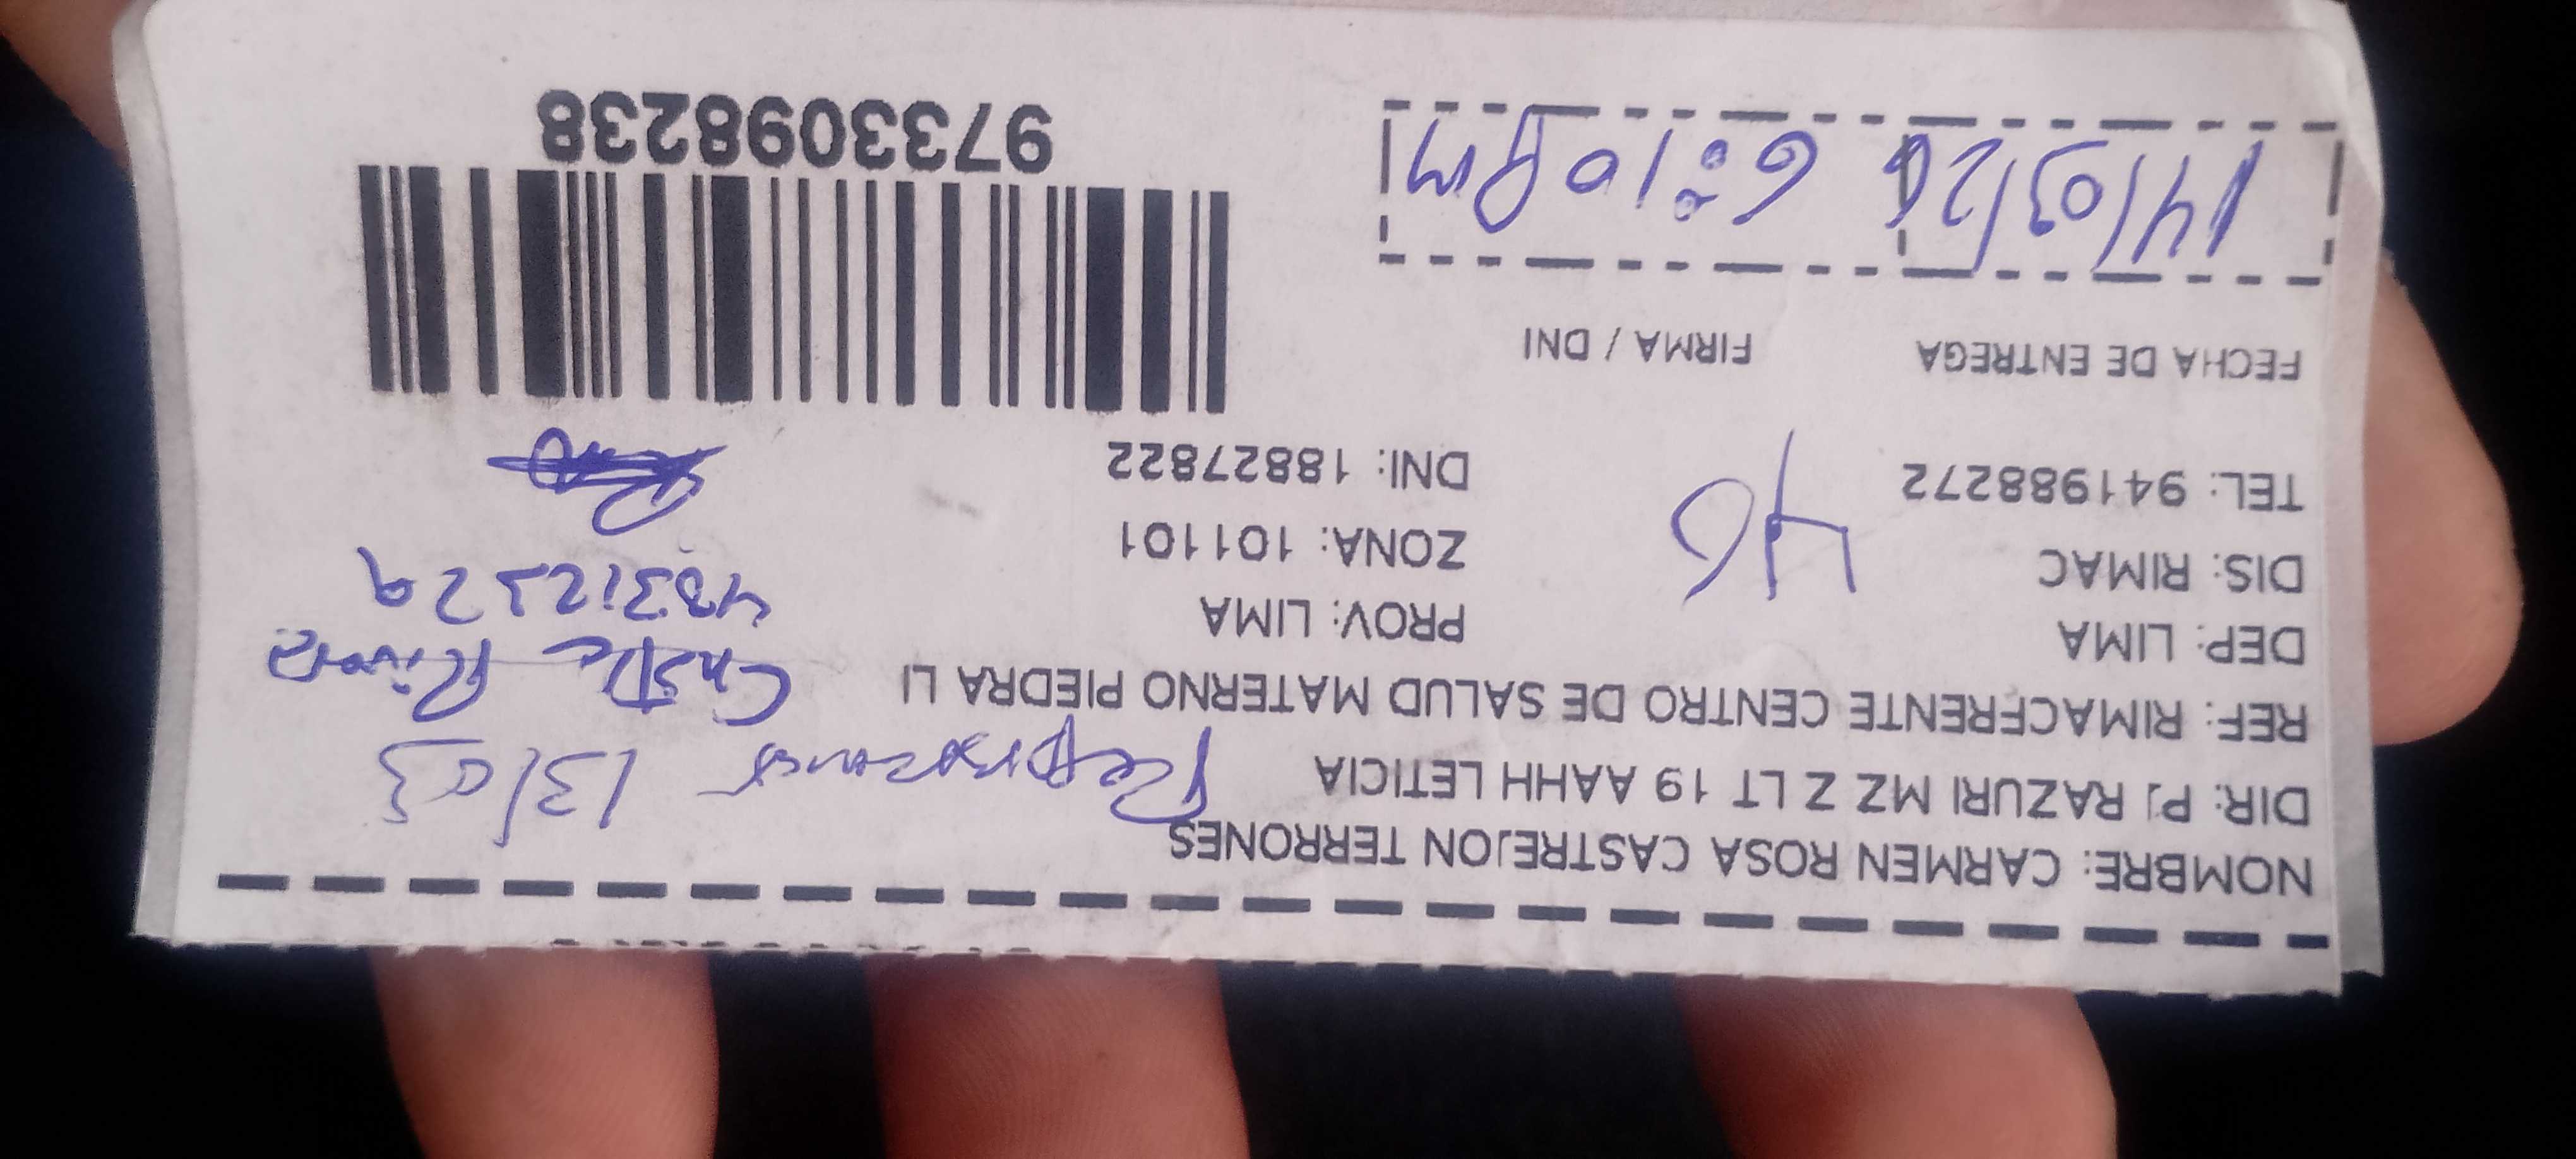 NOMBRE: CARMEN ROSA CASTREJON TERRONES
DIR: PJ RAZURI MZ Z LT 19 AAHH LETICIA
13/03
REF: RIMACFRENTE CENTRO DE SALUD MATERNO PIEDRA LI
DEP: LIMA PROV: LIMA
DIS: RIMAC ZONA: 101101
TEL: 941988272 DNI: 18827822
FECHA DE ENTREGA FIRMA / DNI
14/03/26 6:10 pm
9733098238